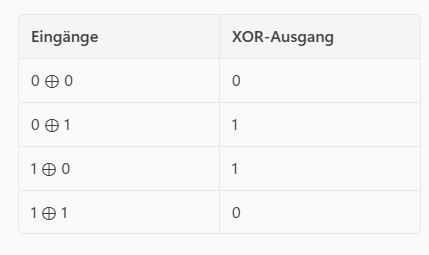 Eingänge XOR-Ausgang
0 ⊕ 0 0
0 ⊕ 1 1
1 ⊕ 0 1
1 ⊕ 1 0